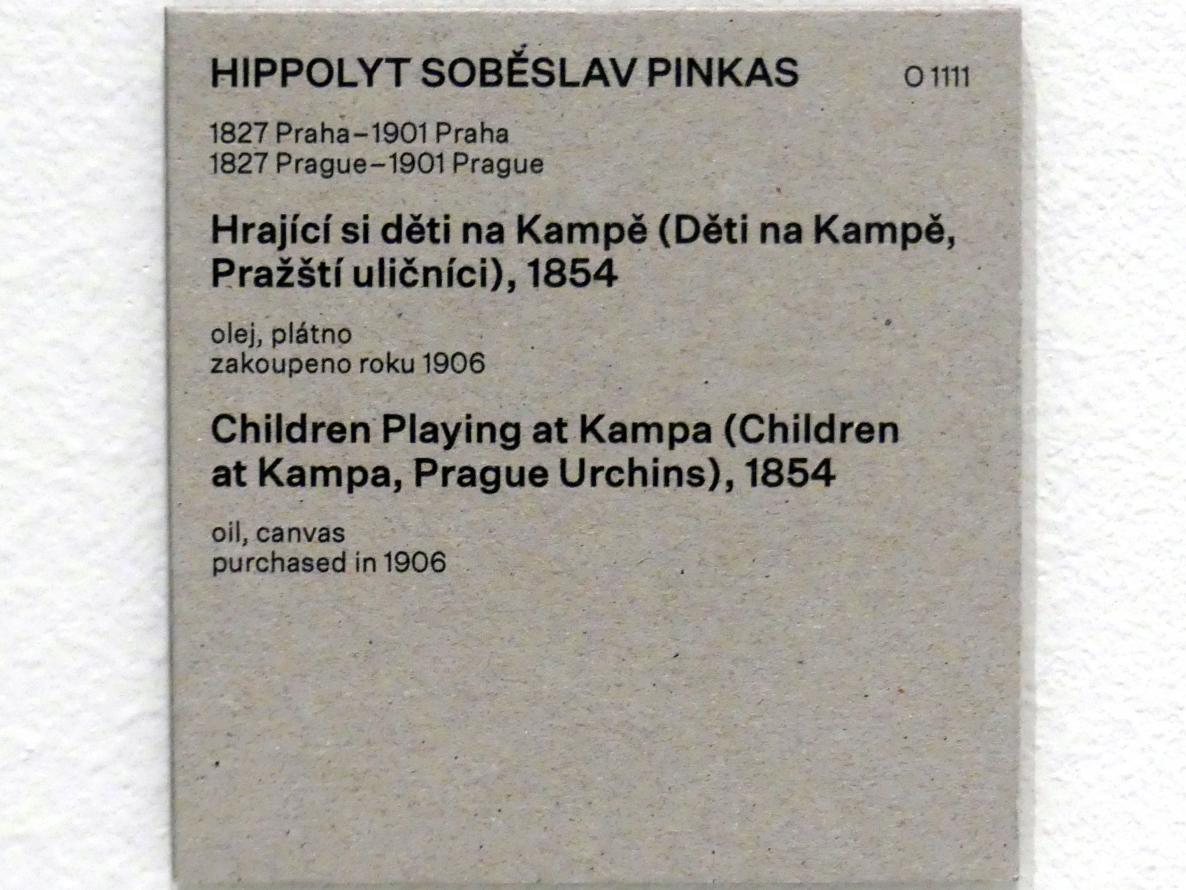 HIPPOLYT SOBĚSLAV PINKAS O 1111
1827 Praha–1901 Praha
1827 Prague–1901 Prague
Hrající si děti na Kampě (Děti na Kampě,
Pražští uličníci), 1854
olej, plátno
zakoupeno roku 1906
Children Playing at Kampa (Children
at Kampa, Prague Urchins), 1854
oil, canvas
purchased in 1906